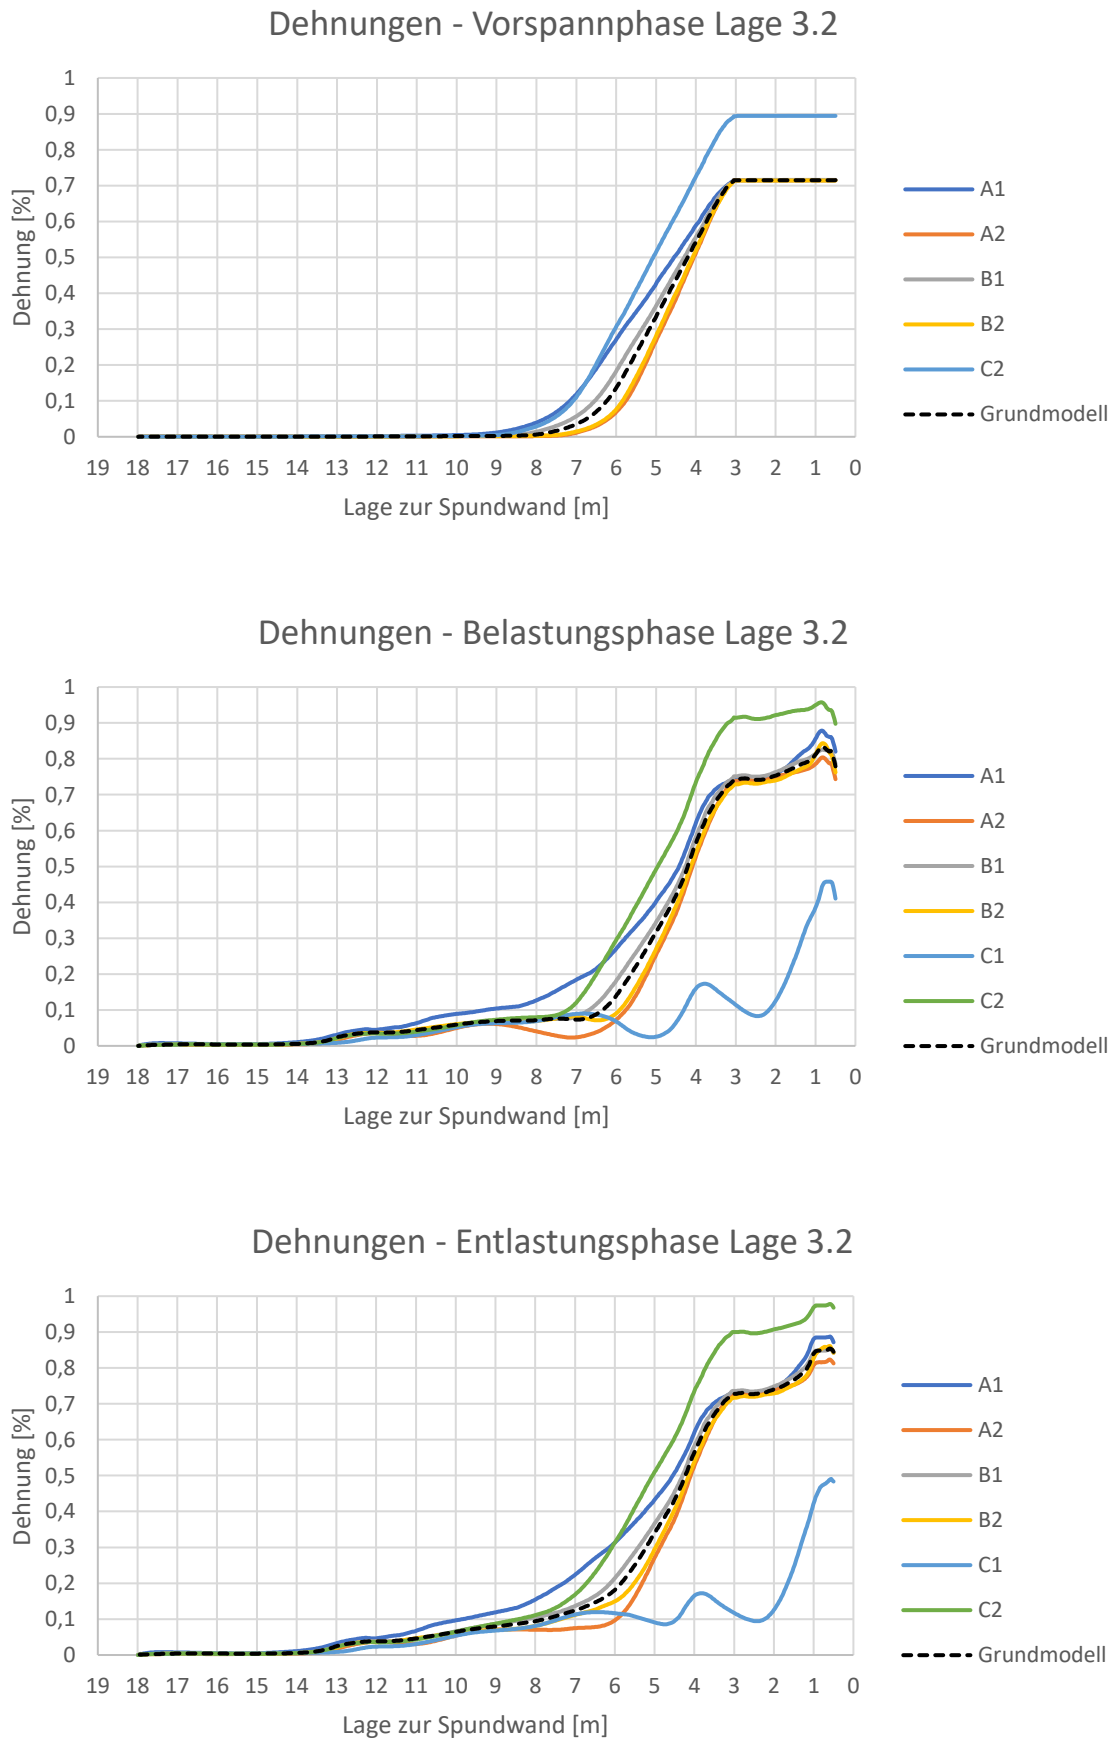 Dehnungen - Vorspannphase Lage 3.2
1
0,9
0,8
0,7
0,6
0,5
0,4
0,3
0,2
0,1
0
Dehnung [%]
19 18 17 16 15 14 13 12 11 10 9 8 7 6 5 4 3 2 1 0
Lage zur Spundwand [m]
A1
A2
B1
B2
C2
Grundmodell
Dehnungen - Belastungsphase Lage 3.2
1
0,9
0,8
0,7
0,6
0,5
0,4
0,3
0,2
0,1
0
Dehnung [%]
19 18 17 16 15 14 13 12 11 10 9 8 7 6 5 4 3 2 1 0
Lage zur Spundwand [m]
A1
A2
B1
B2
C1
C2
Grundmodell
Dehnungen - Entlastungsphase Lage 3.2
1
0,9
0,8
0,7
0,6
0,5
0,4
0,3
0,2
0,1
0
Dehnung [%]
19 18 17 16 15 14 13 12 11 10 9 8 7 6 5 4 3 2 1 0
Lage zur Spundwand [m]
A1
A2
B1
B2
C1
C2
Grundmodell